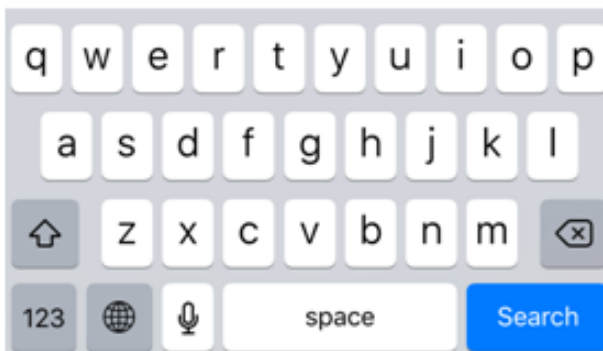 q w e r t y u i o p
a s d f g h j k l
z x c v b n m
123 space Search